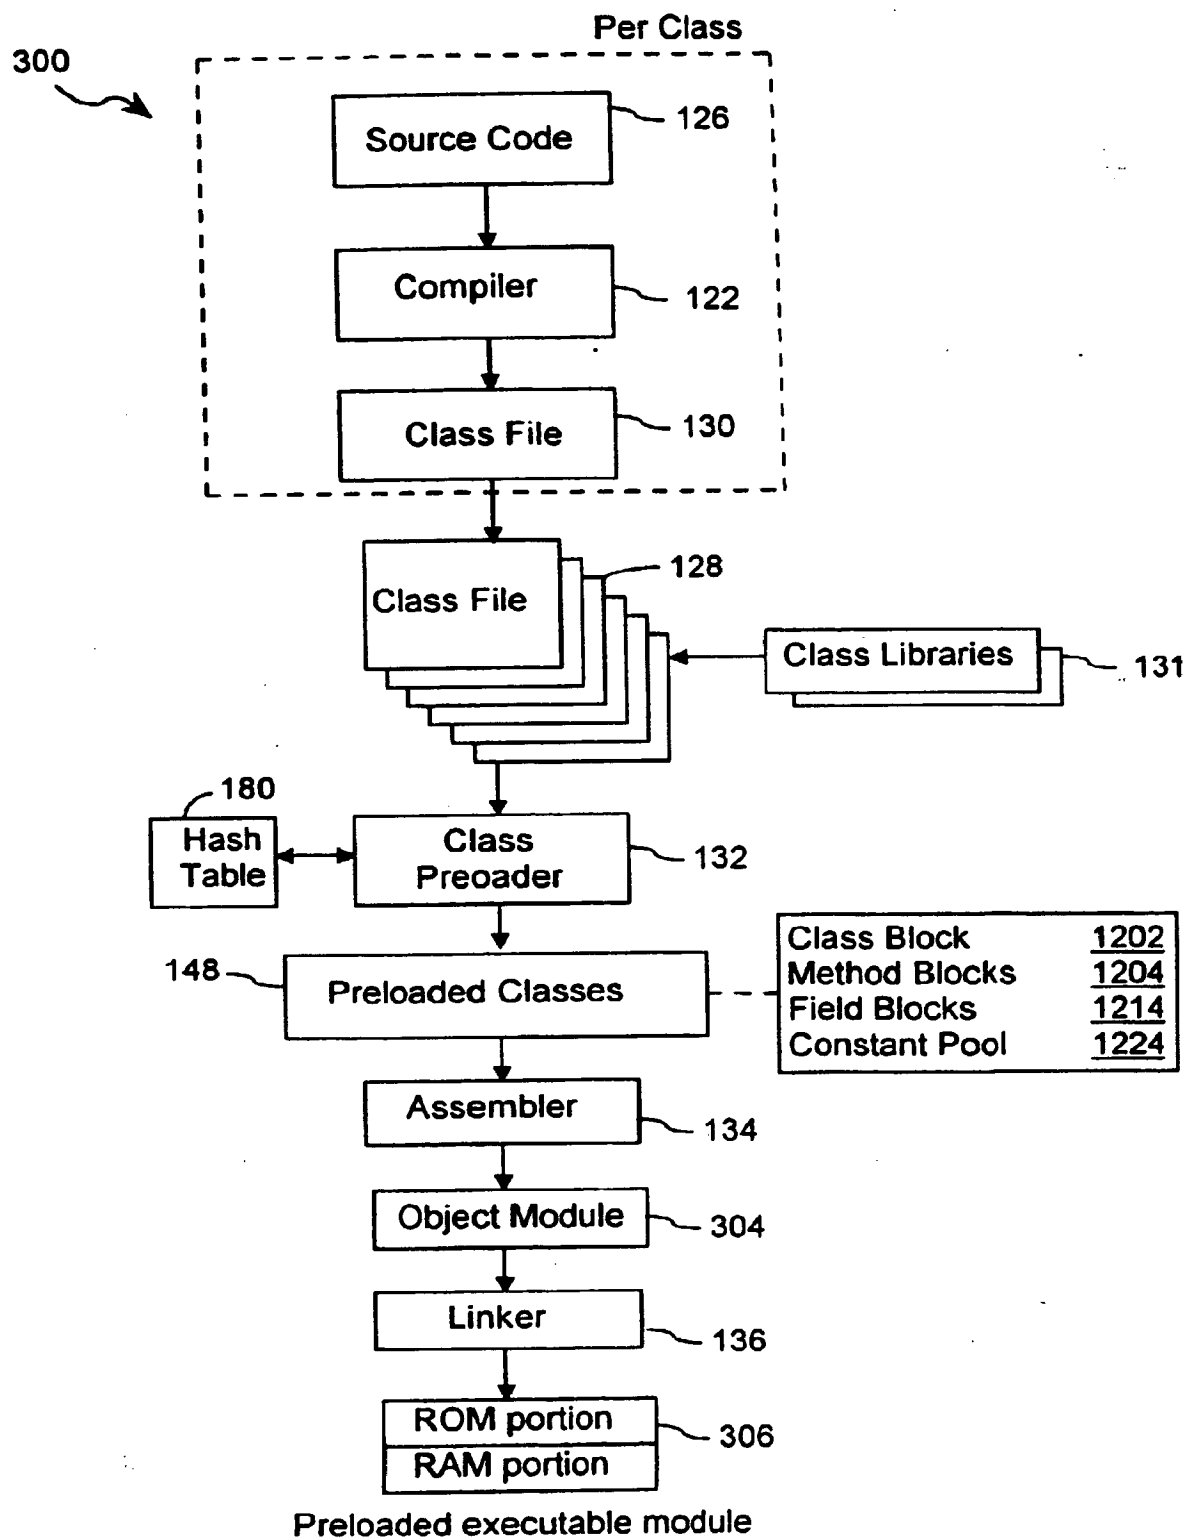 Per Class
300
Source Code
126
Compiler
122
Class File
130
Class File
128
Class Libraries
131
180
Hash
Table
Class
Preoader
132
148
Preloaded Classes
Class Block 1202
Method Blocks 1204
Field Blocks 1214
Constant Pool 1224
Assembler
134
Object Module
304
Linker
136
ROM portion
306
RAM portion
Preloaded executable module